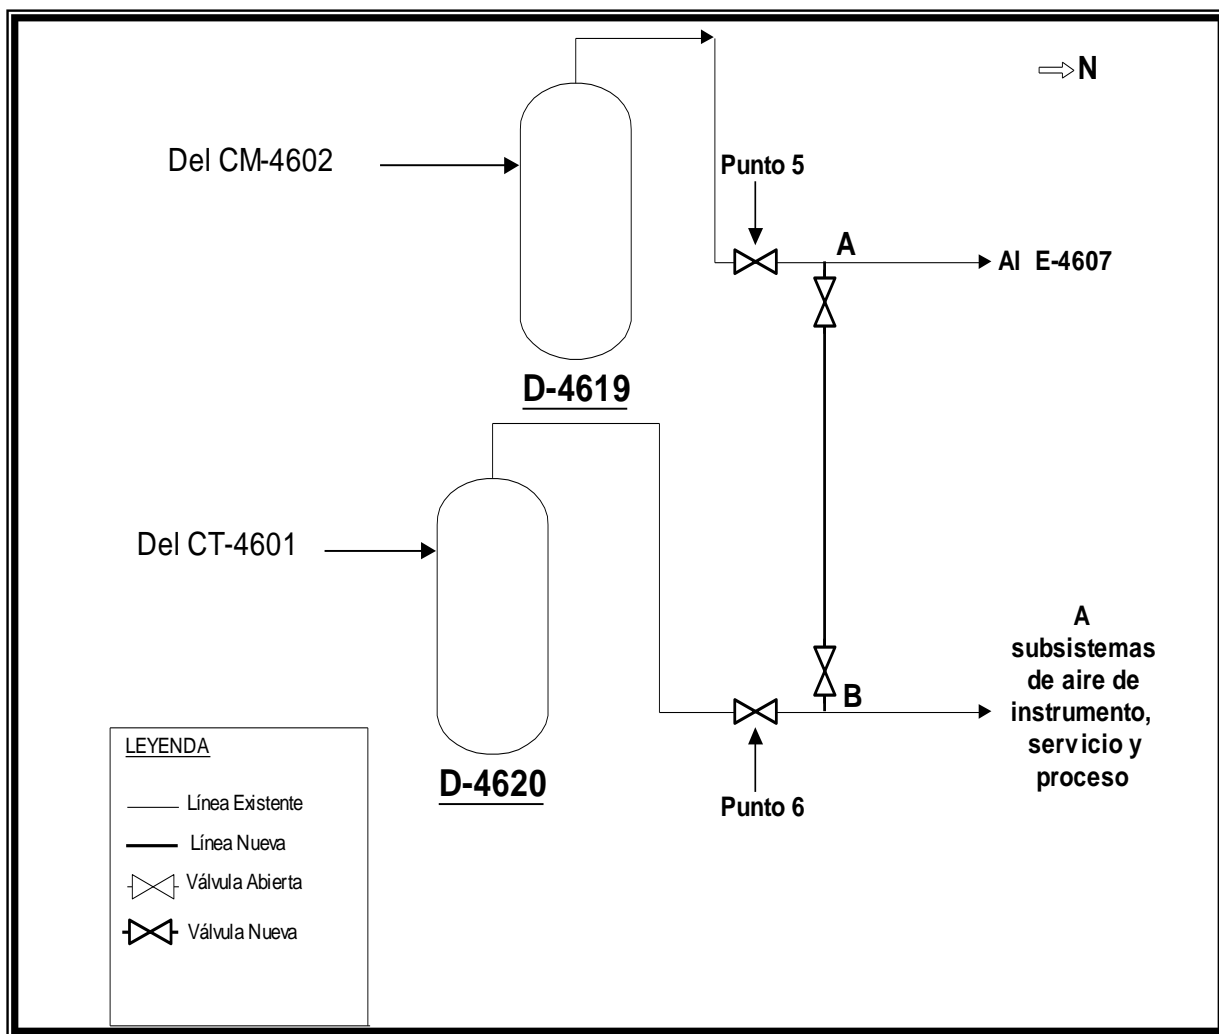 N
Del CM-4602
Punto 5
A
Al E-4607
D-4619
Del CT-4601
A
subsistemas
de aire de
instrumento,
servicio y
proceso
B
D-4620
Punto 6
LEYENDA
Línea Existente
Línea Nueva
Válvula Abierta
Válvula Nueva